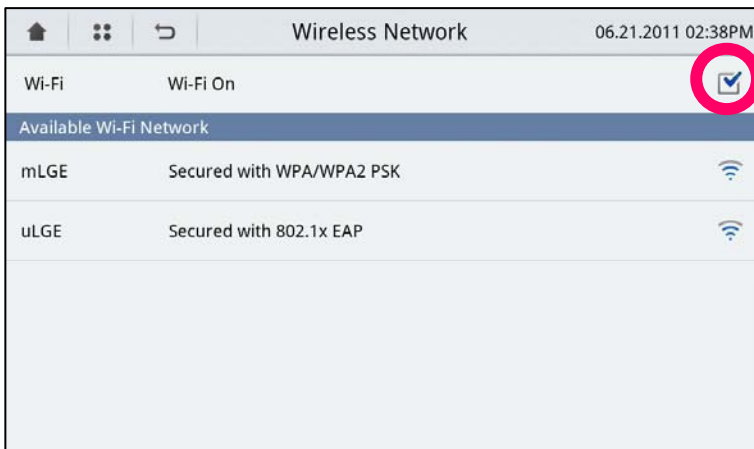 Wireless Network 06.21.2011 02:38PM
Wi-Fi Wi-Fi On
Available Wi-Fi Network
mLGE Secured with WPA/WPA2 PSK
uLGE Secured with 802.1x EAP